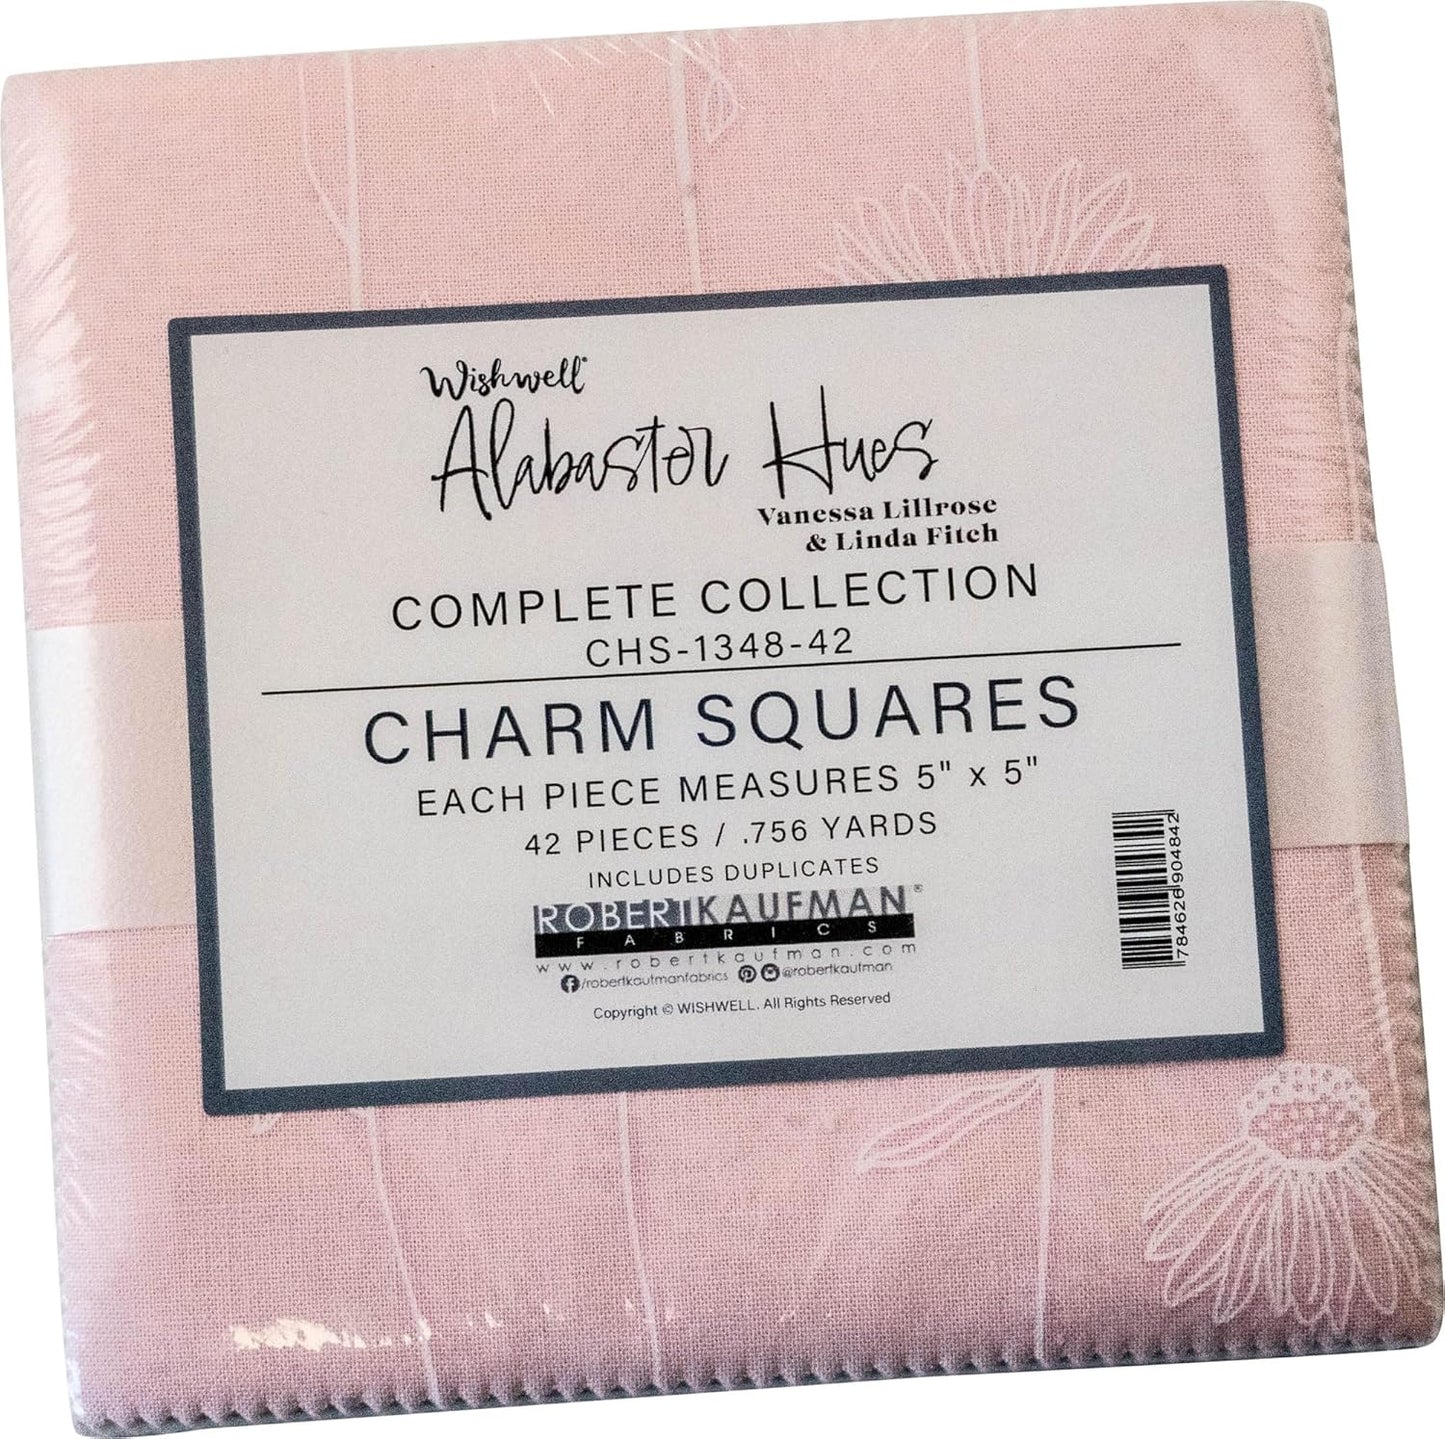 Wishwell®
Alabaster Hues
Vanessa Lillrose
& Linda Fitch
COMPLETE COLLECTION
CHS-1348-42
CHARM SQUARES
EACH PIECE MEASURES 5" x 5"
42 PIECES / .756 YARDS
INCLUDES DUPLICATES
ROBERT KAUFMAN®
FABRICS
www.robertkaufman.com
/robertkaufmanfabrics @robertkaufman
Copyright © WISHWELL. All Rights Reserved
784626904842